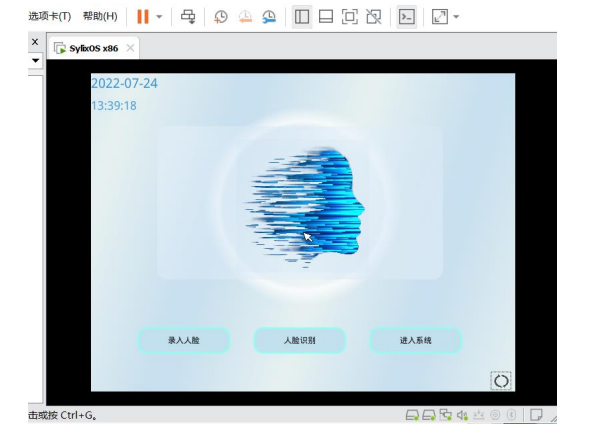 选项卡(T) 帮助(H)
x
SylixOS x86
2022-07-24
13:39:18
录入人脸 人脸识别 进入系统
击或按 Ctrl+G。